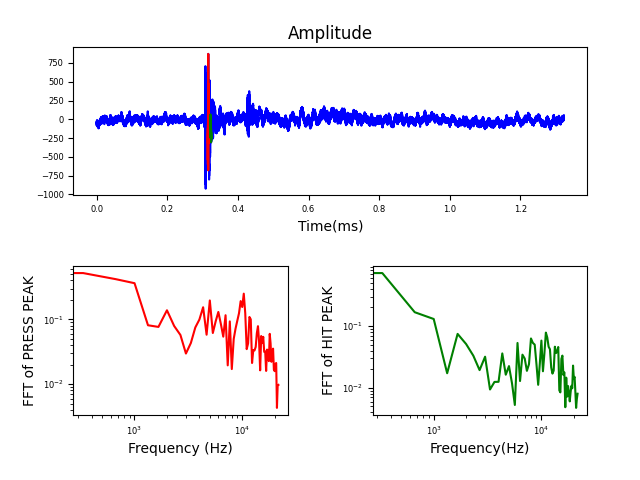 Amplitude
750
500
250
0
−250
−500
−750
−1000
0.0 0.2 0.4 0.6 0.8 1.0 1.2
Time(ms)
FFT of PRESS PEAK
10⁻¹
10⁻²
10³ 10⁴
Frequency (Hz)
FFT of HIT PEAK
10⁻¹
10⁻²
10³ 10⁴
Frequency(Hz)